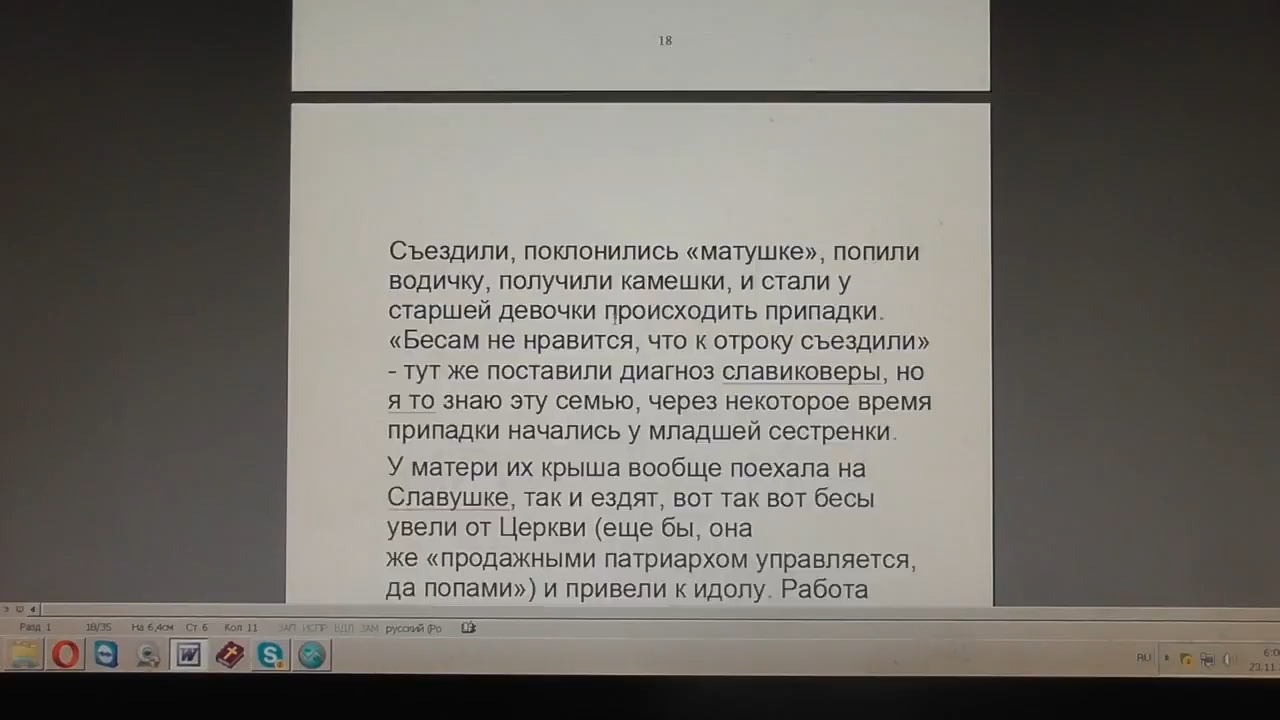 18
Съездили, поклонились «матушке», попили
водичку, получили камешки, и стали у
старшей девочки происходить припадки.
«Бесам не нравится, что к отроку съездили»
- тут же поставили диагноз славиковеры, но
я то знаю эту семью, через некоторое время
припадки начались у младшей сестренки.
У матери их крыша вообще поехала на
Славушке, так и ездят, вот так вот бесы
увели от Церкви (еще бы, она
же «продажными патриархом управляется,
да попами») и привели к идолу. Работа
Разд 1 18/35 На 6,4см Ст 6 Кол 11 ЗАП ИСПР ВДЛ ЗАМ русский (Ро
RU 6:0
23.11.